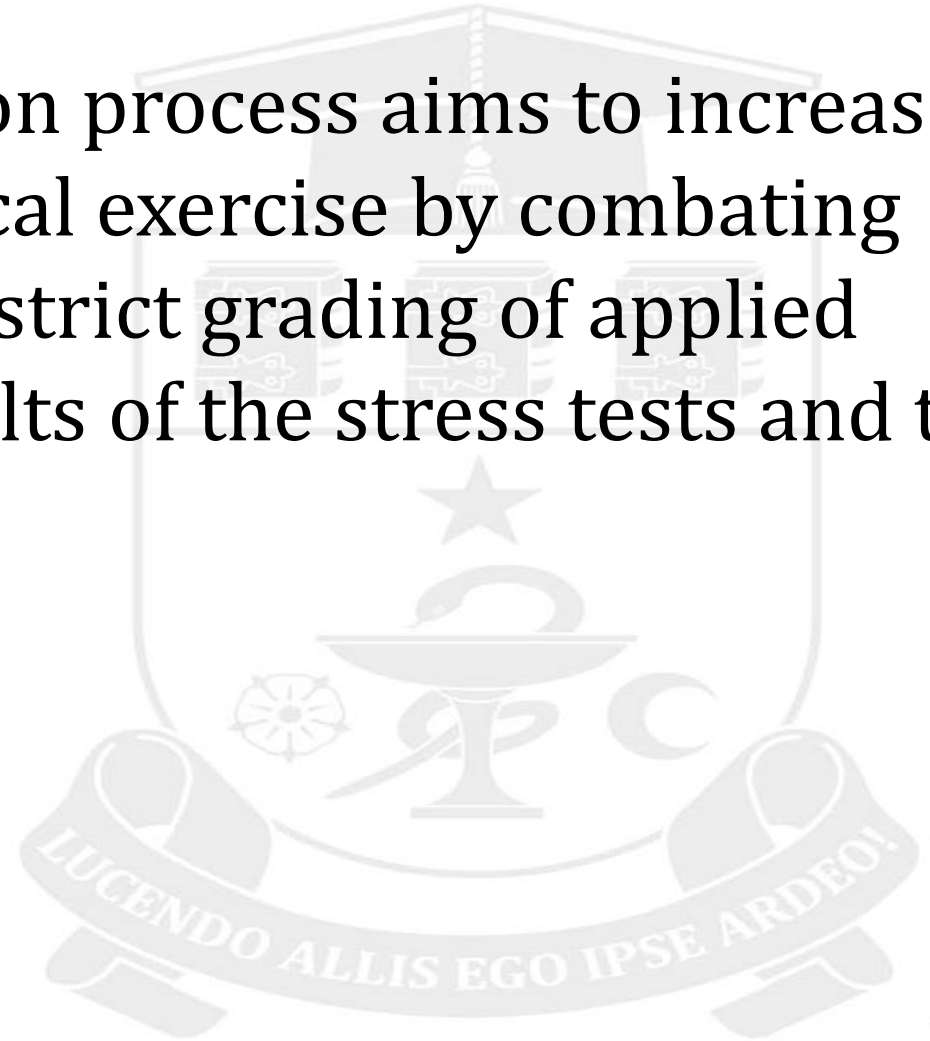 on process aims to increas
cal exercise by combating
strict grading of applied
lts of the stress tests and t
LUCENDO ALLIS EGO IPSE ARDEO!